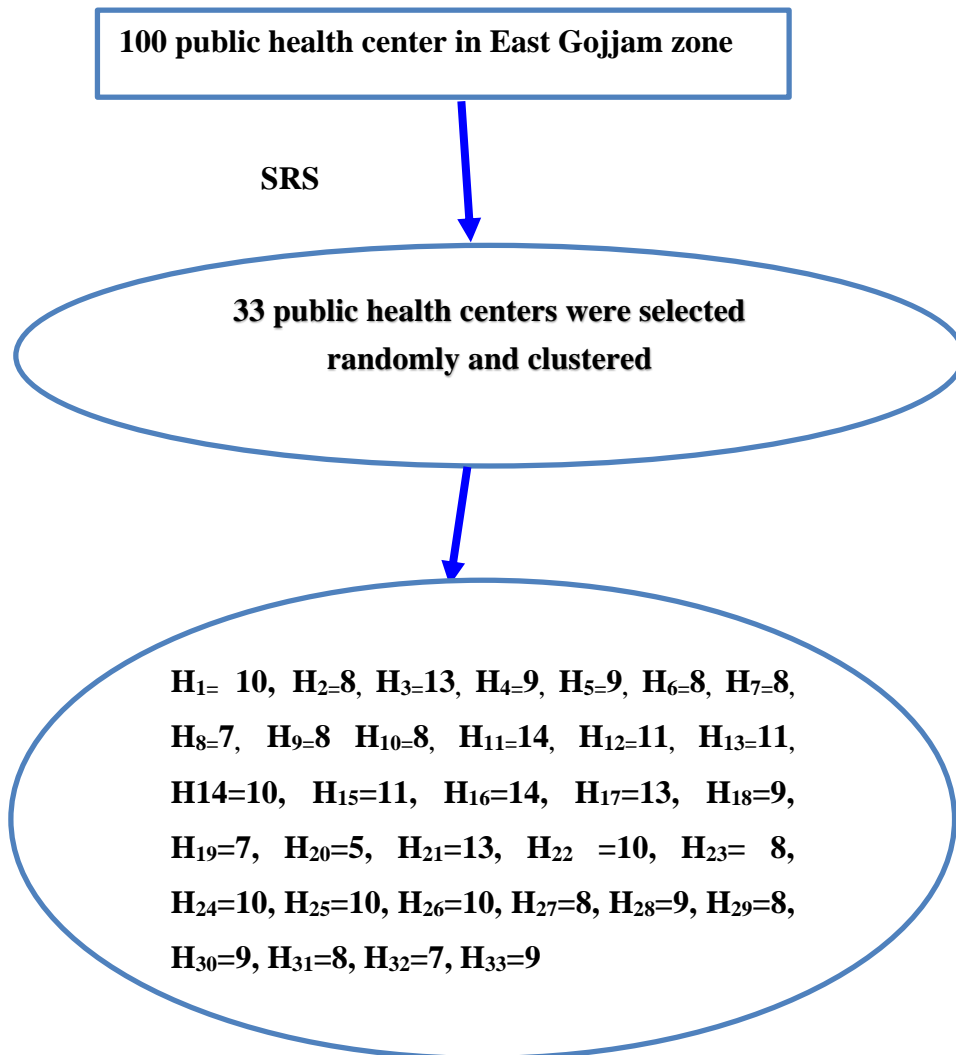 100 public health center in East Gojjam zone
SRS
33 public health centers were selected
randomly and clustered
H1= 10, H2=8, H3=13, H4=9, H5=9, H6=8, H7=8,
H8=7, H9=8 H10=8, H11=14, H12=11, H13=11,
H14=10, H15=11, H16=14, H17=13, H18=9,
H19=7, H20=5, H21=13, H22 =10, H23= 8,
H24=10, H25=10, H26=10, H27=8, H28=9, H29=8,
H30=9, H31=8, H32=7, H33=9